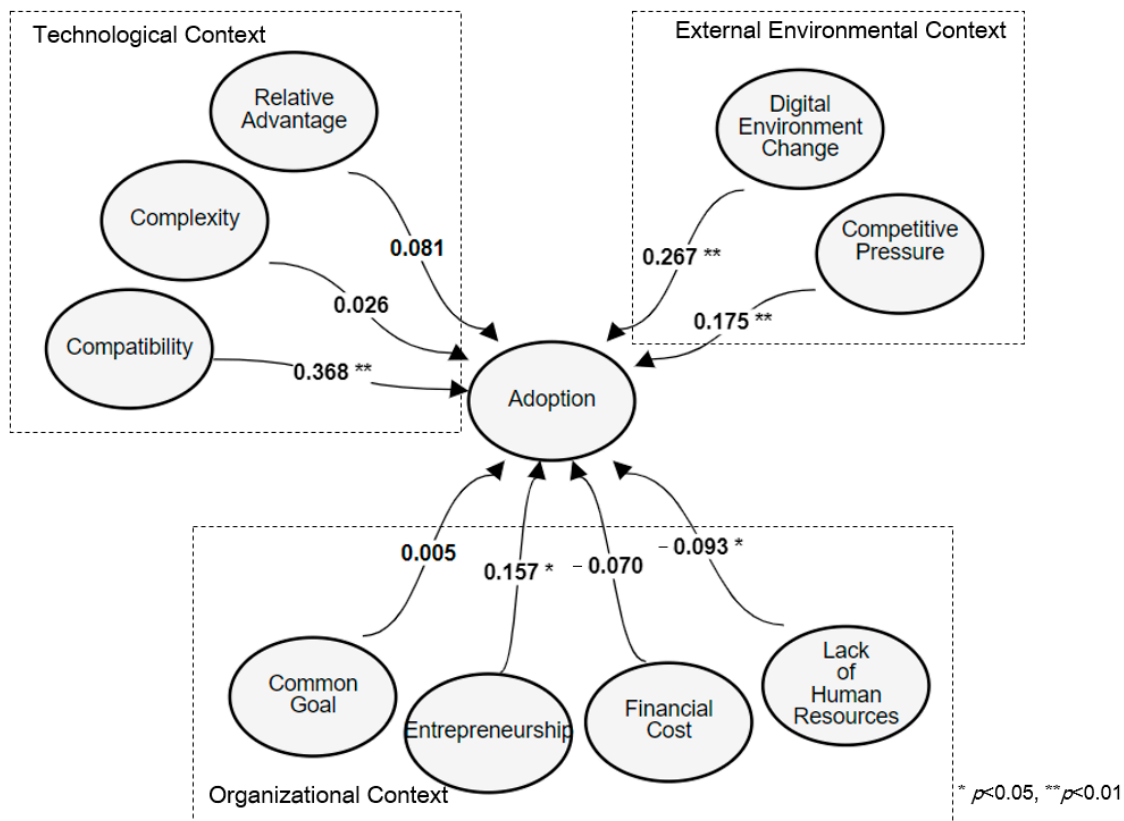 Technological Context
Relative
Advantage
Complexity
Compatibility
0.081
0.026
0.368 **
External Environmental Context
Digital
Environment
Change
Competitive
Pressure
0.267 **
0.175 **
Adoption
0.005
0.157 *
– 0.070
– 0.093 *
Common
Goal
Entrepreneurship
Financial
Cost
Lack
of
Human
Resources
Organizational Context
* p<0.05, **p<0.01